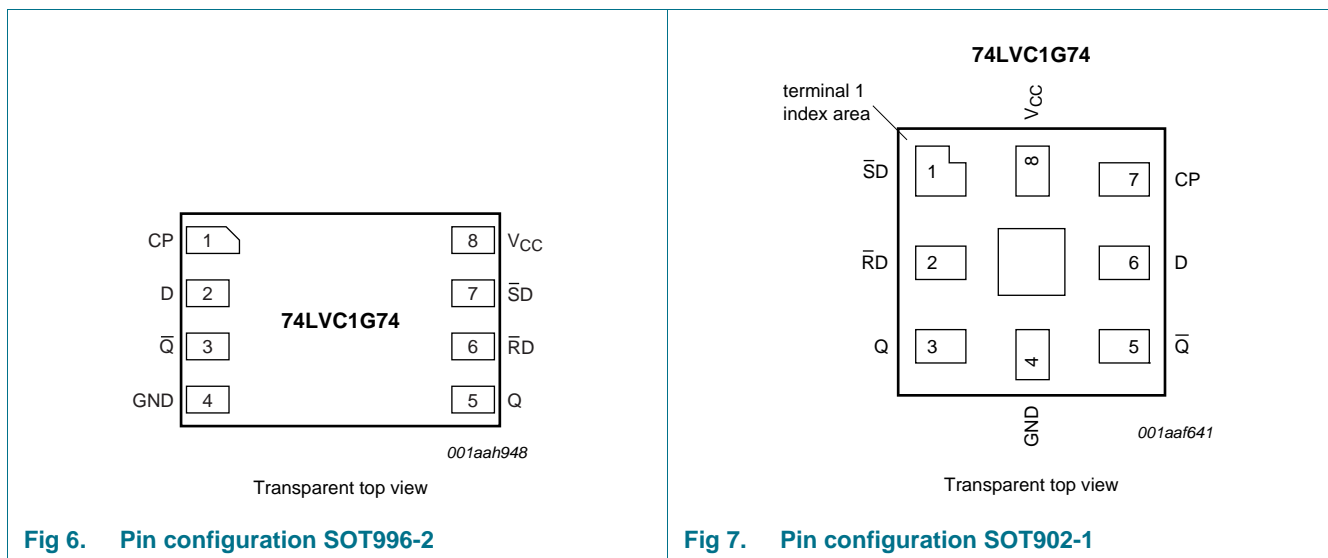 CP 1
D 2
Q̅ 3
GND 4
74LVC1G74
8 VCC
7 S̅D
6 R̅D
5 Q
001aah948
Transparent top view
Fig 6. Pin configuration SOT996-2
74LVC1G74
terminal 1
index area
VCC
S̅D 1
8
7 CP
R̅D 2
6 D
Q 3
4
5 Q̅
GND
001aaf641
Transparent top view
Fig 7. Pin configuration SOT902-1